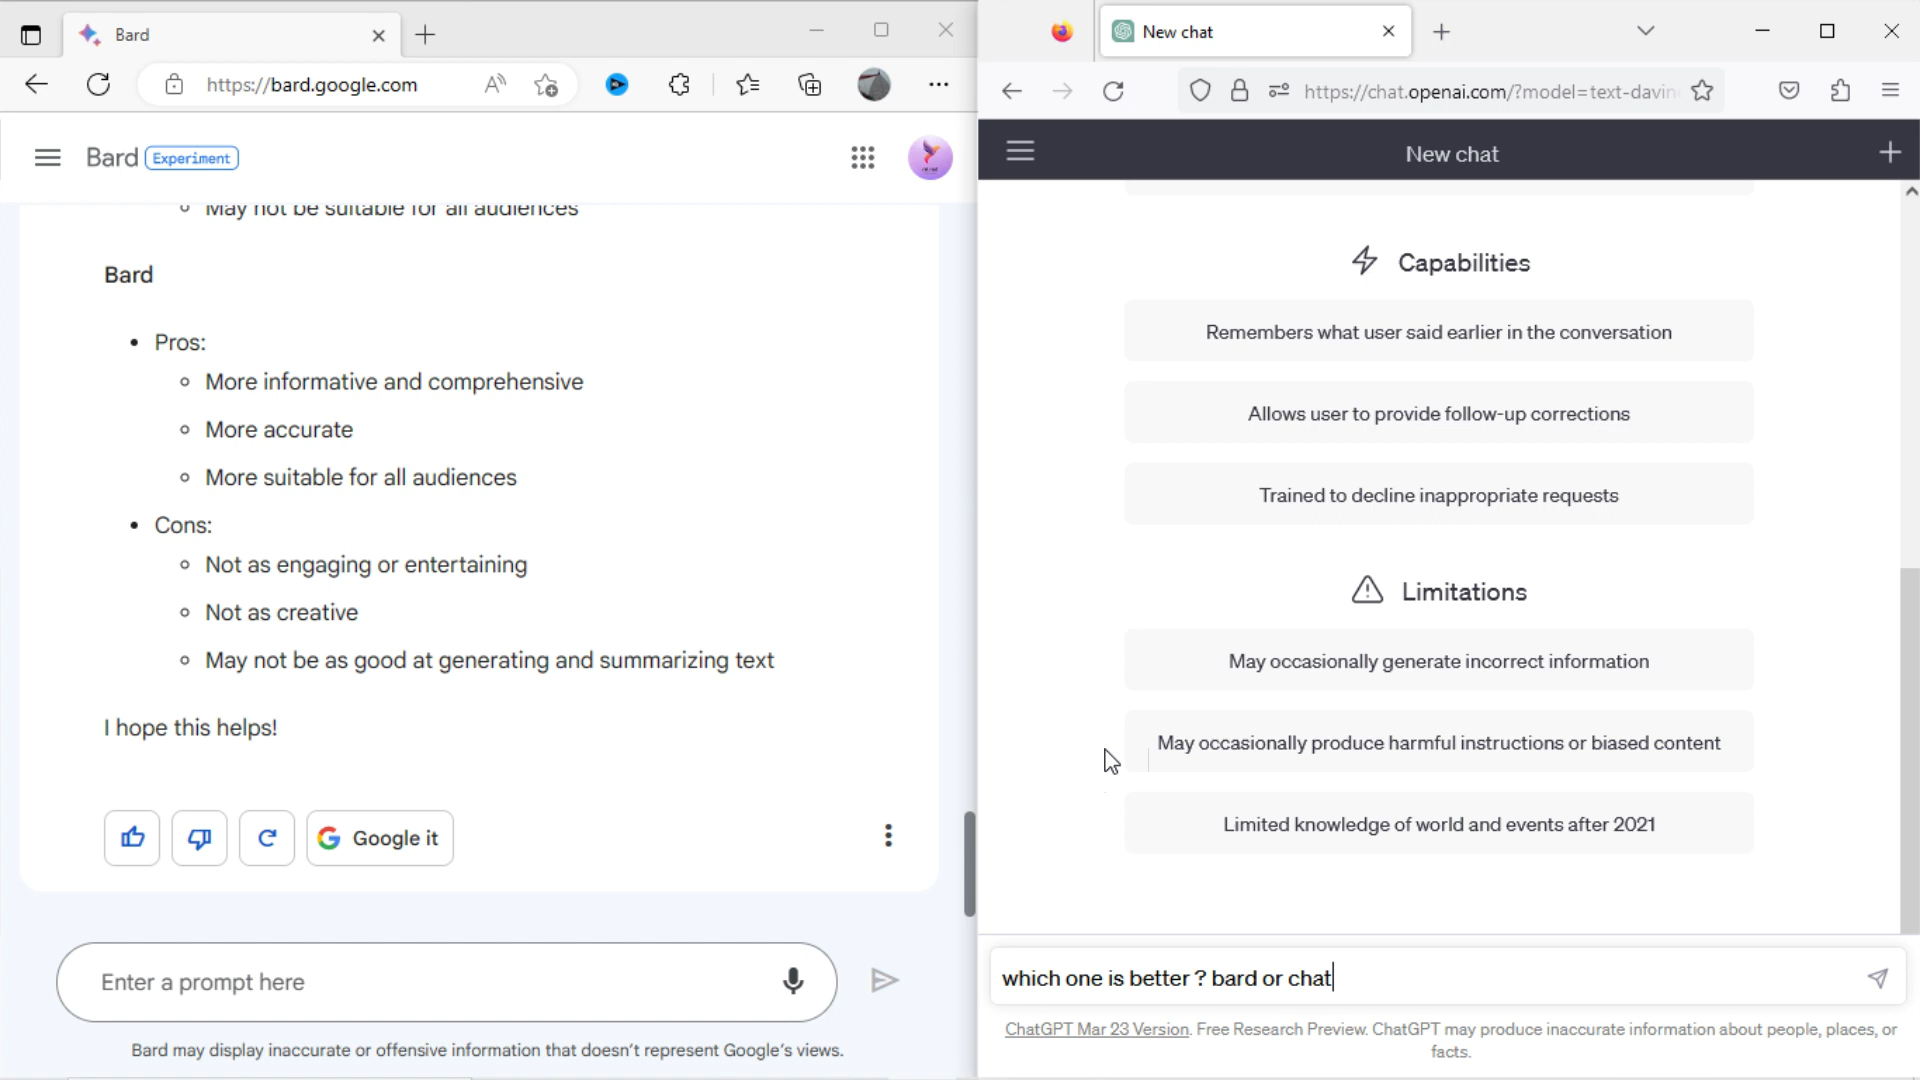 Bard
https://bard.google.com
Bard Experiment
May not be suitable for all audiences
Bard
Pros:
More informative and comprehensive
More accurate
More suitable for all audiences
Cons:
Not as engaging or entertaining
Not as creative
May not be as good at generating and summarizing text
I hope this helps!
Google it
Enter a prompt here
Bard may display inaccurate or offensive information that doesn't represent Google's views.
New chat
https://chat.openai.com/?model=text-davin
New chat
Capabilities
Remembers what user said earlier in the conversation
Allows user to provide follow-up corrections
Trained to decline inappropriate requests
Limitations
May occasionally generate incorrect information
May occasionally produce harmful instructions or biased content
Limited knowledge of world and events after 2021
which one is better ? bard or chat
ChatGPT Mar 23 Version. Free Research Preview. ChatGPT may produce inaccurate information about people, places, or
facts.